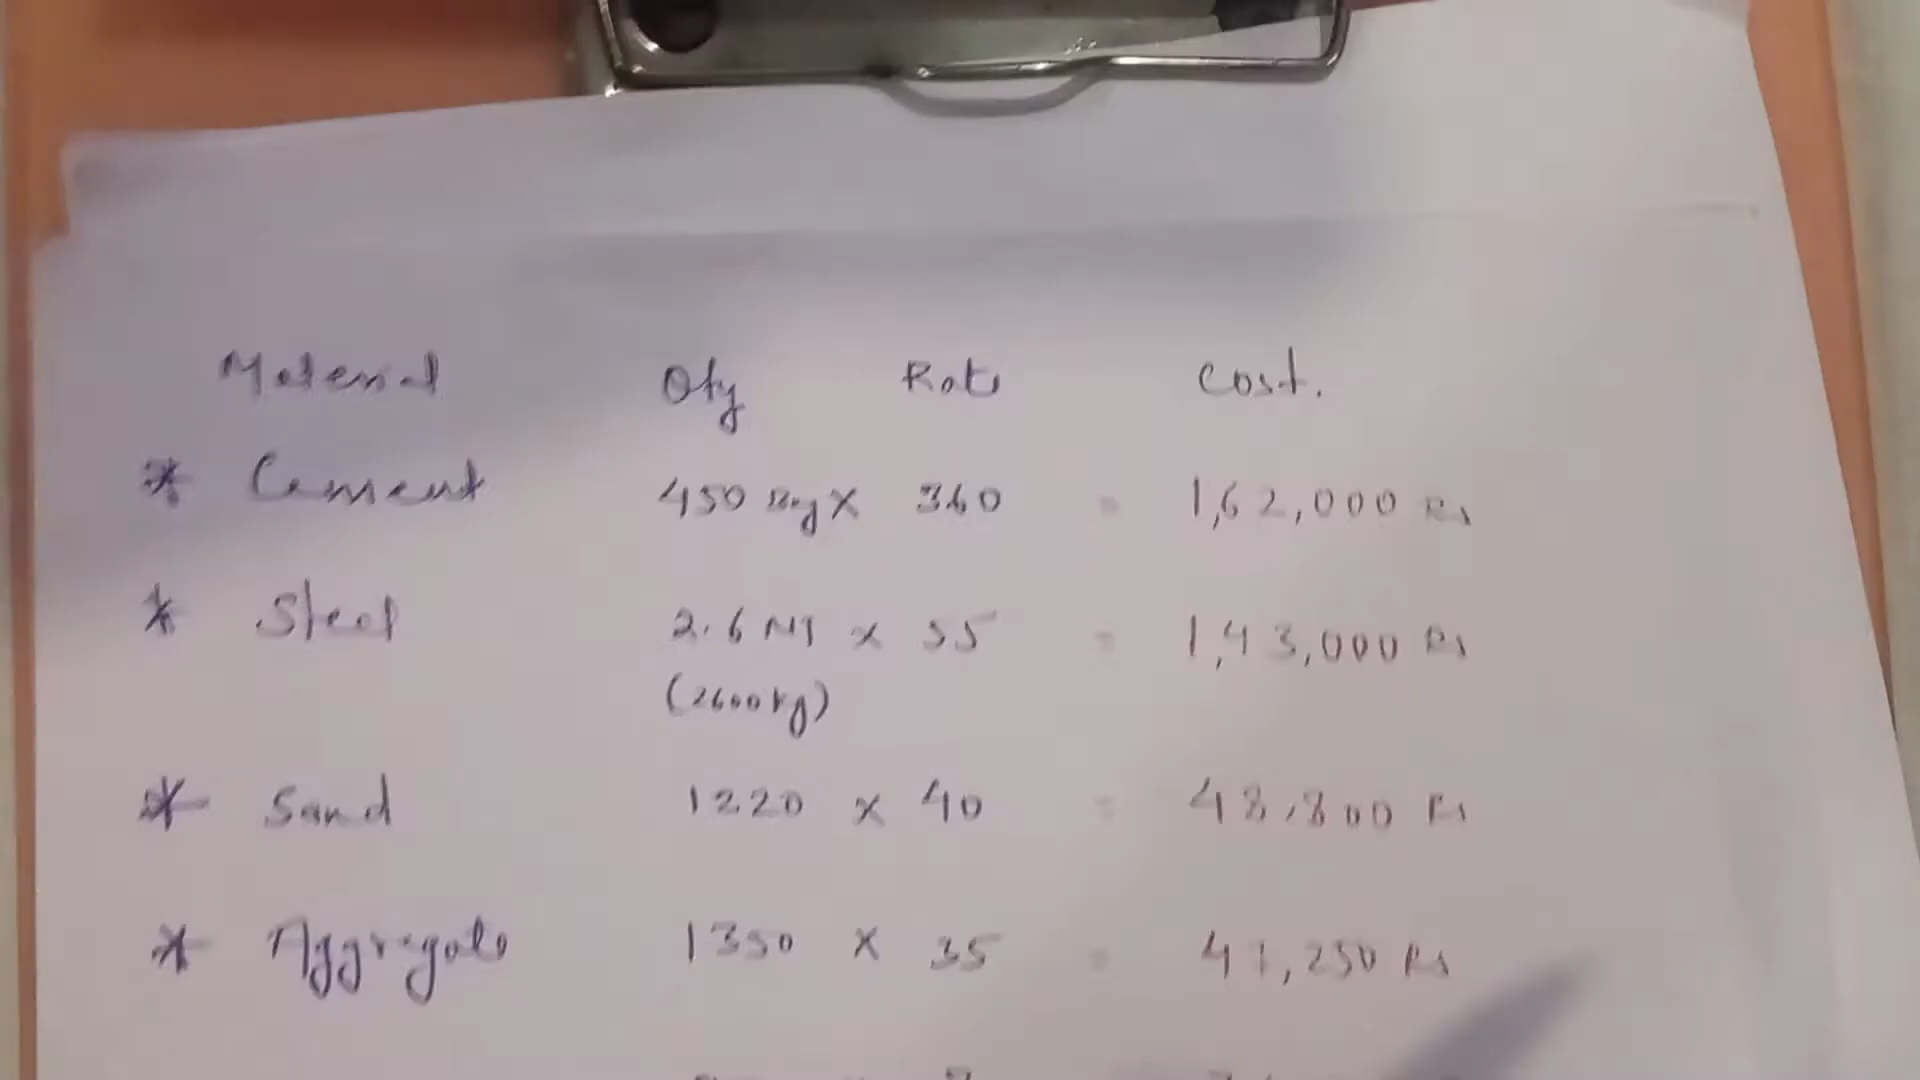 Material Qty Rate Cost.
* Cement 450 Bag x 360 = 1,62,000 Rs
* Steel 2.6 MT x 55 = 1,43,000 Rs
(2600 kg)
* Sand 1220 x 40 = 48,800 Rs
* Aggregate 1350 x 35 = 47,250 Rs